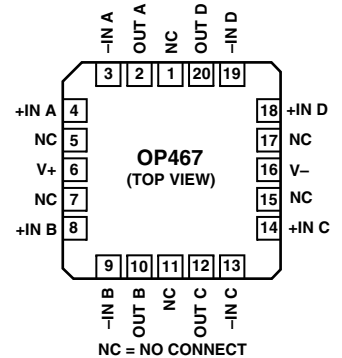 –IN A
OUT A
NC
OUT D
–IN D
3 2 1 20 19
+IN A 4
NC 5
V+ 6
NC 7
+IN B 8
OP467
(TOP VIEW)
18 +IN D
17 NC
16 V–
15 NC
14 +IN C
9 10 11 12 13
–IN B
OUT B
NC
OUT C
–IN C
NC = NO CONNECT